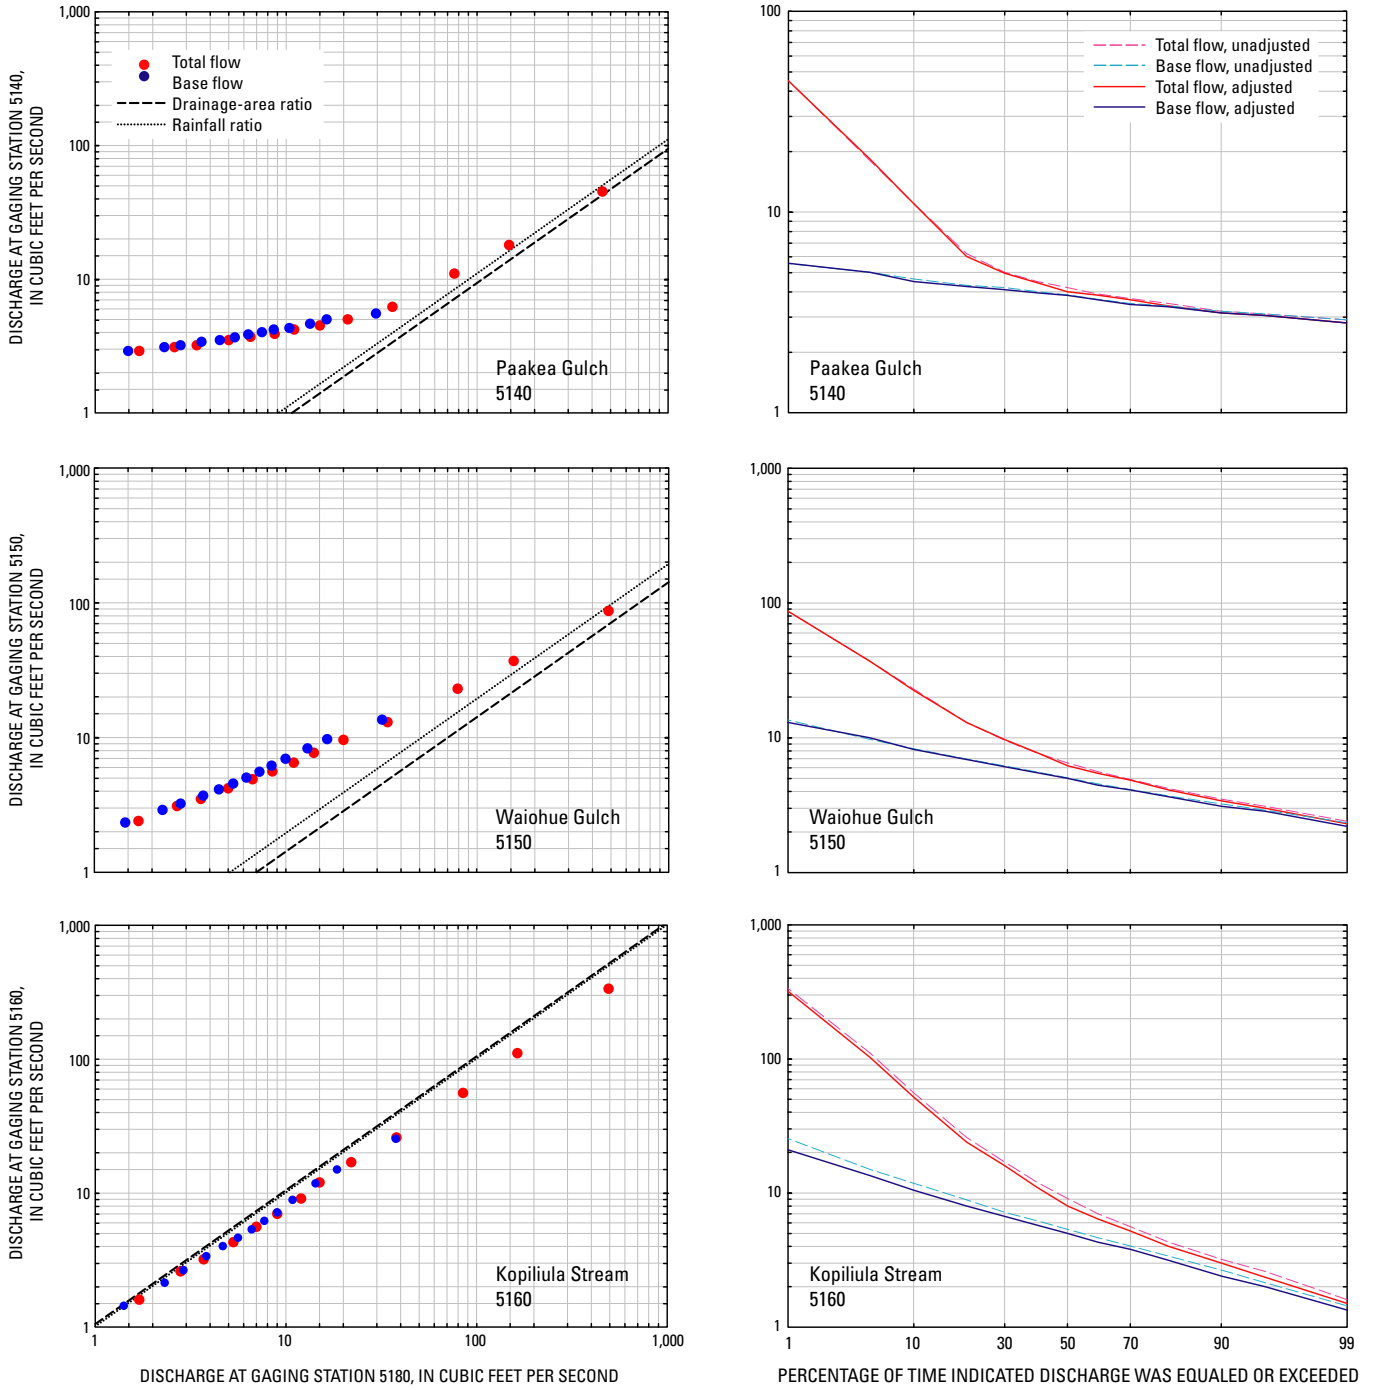 DISCHARGE AT GAGING STATION 5140,
IN CUBIC FEET PER SECOND
1,000
100
10
1
Total flow
Base flow
Drainage-area ratio
Rainfall ratio
Paakea Gulch
5140
100
10
1
Total flow, unadjusted
Base flow, unadjusted
Total flow, adjusted
Base flow, adjusted
Paakea Gulch
5140
DISCHARGE AT GAGING STATION 5150,
IN CUBIC FEET PER SECOND
1,000
100
10
1
Waiohue Gulch
5150
1,000
100
10
1
Waiohue Gulch
5150
DISCHARGE AT GAGING STATION 5160,
IN CUBIC FEET PER SECOND
1,000
100
10
1
Kopiliula Stream
5160
1 10 100 1,000
DISCHARGE AT GAGING STATION 5180, IN CUBIC FEET PER SECOND
1,000
100
10
1
Kopiliula Stream
5160
1 10 30 50 70 90 99
PERCENTAGE OF TIME INDICATED DISCHARGE WAS EQUALED OR EXCEEDED